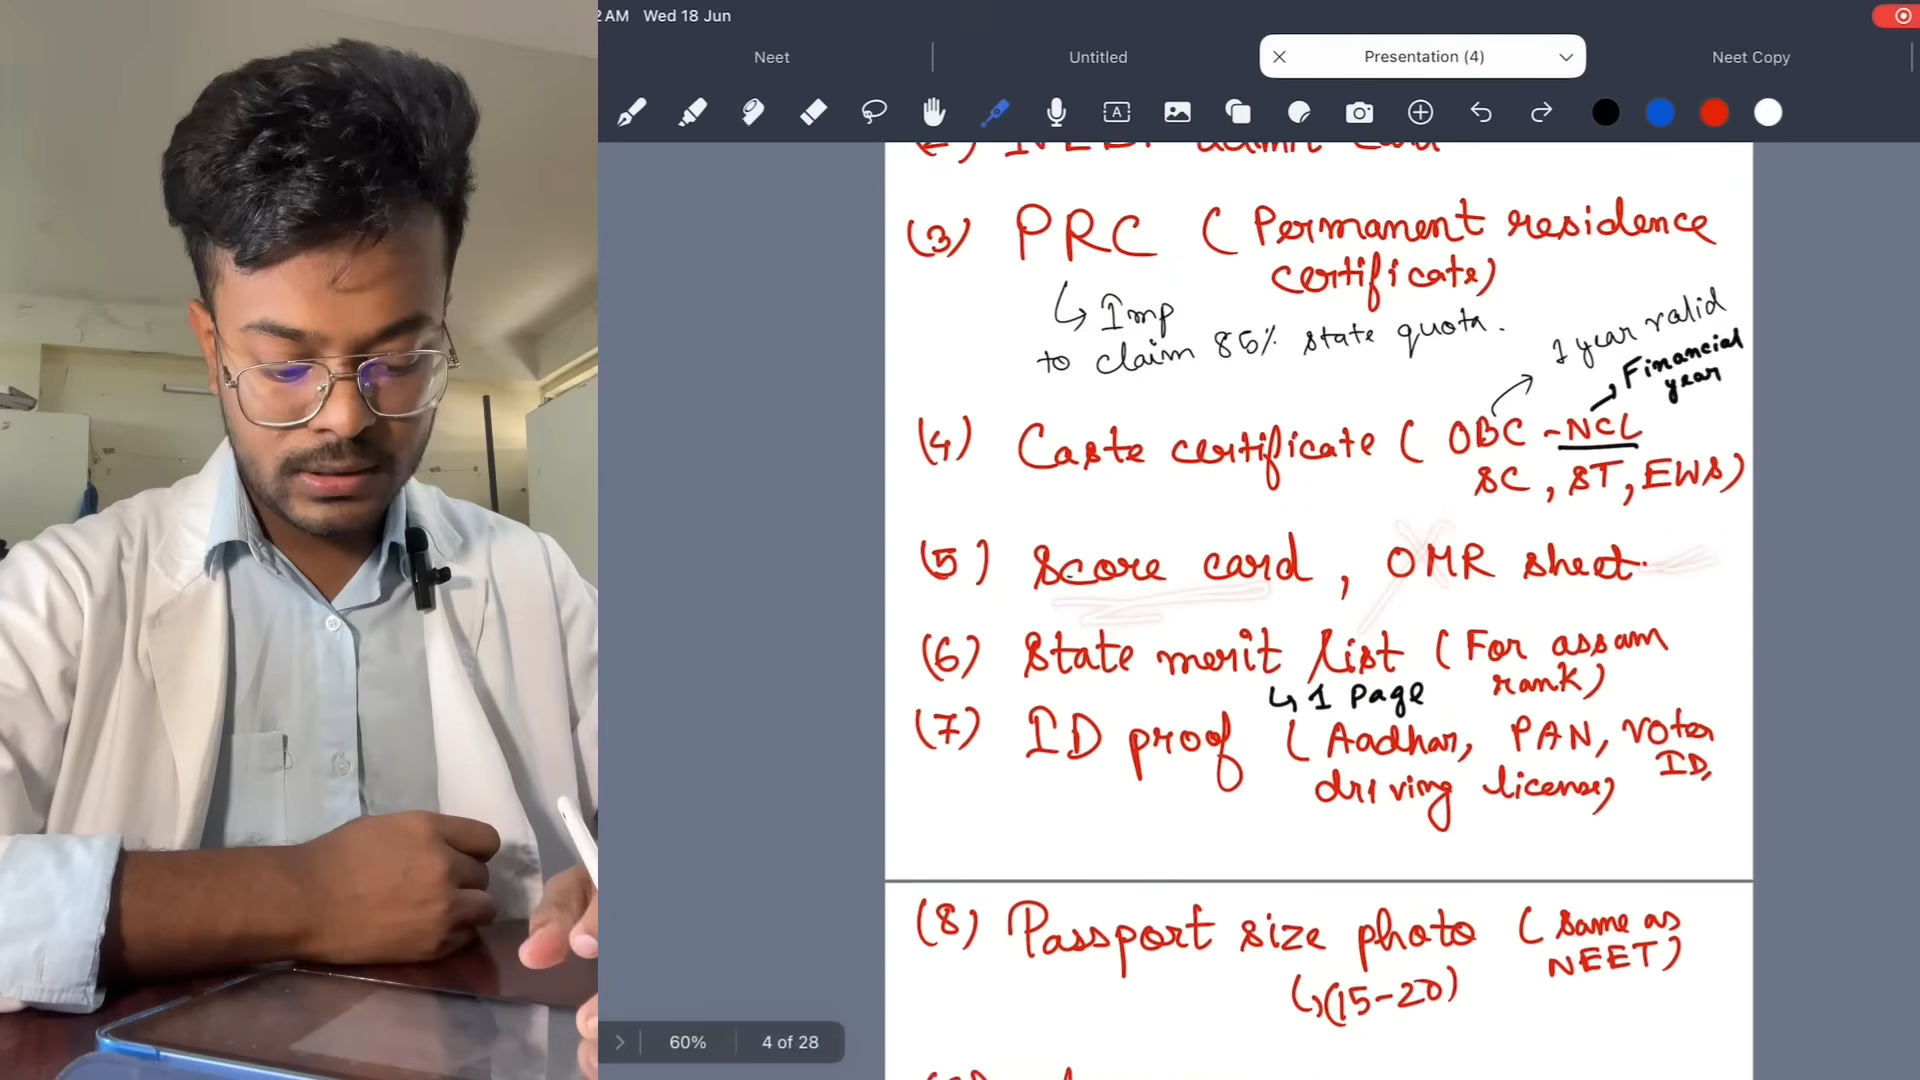 2 AM Wed 18 Jun
Neet
Untitled
Presentation (4)
Neet Copy
admit card
(3) PRC (Permanent residence
certificate)
↳ Imp
to claim 85% state quota.
1 year valid
Financial
year
(4) Caste certificate (OBC-NCL
SC, ST, EWS)
(5) Score card, OMR sheet
(6) State merit list (For assam
rank)
↳ 1 Page
(7) ID proof (Aadhar, PAN, Voter
ID,
driving license)
(8) Passport size photo (same as
NEET)
↳(15-20)
60%
4 of 28